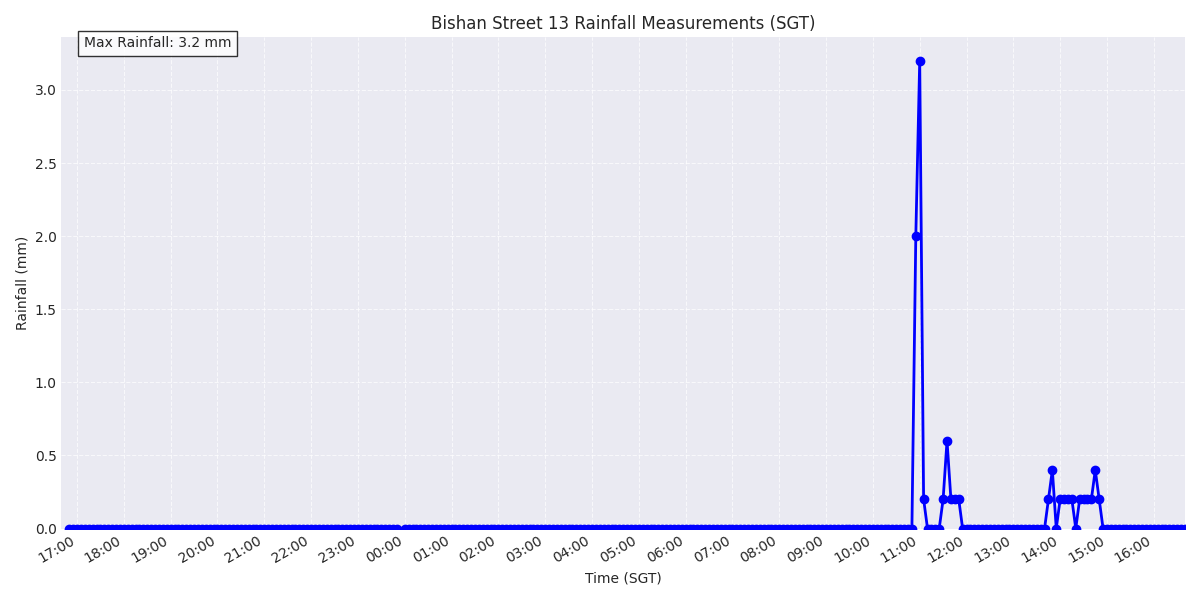 Bishan Street 13 Rainfall Measurements (SGT)
Max Rainfall: 3.2 mm
Rainfall (mm)
3.0
2.5
2.0
1.5
1.0
0.5
0.0
17:00 18:00 19:00 20:00 21:00 22:00 23:00 00:00 01:00 02:00 03:00 04:00 05:00 06:00 07:00 08:00 09:00 10:00 11:00 12:00 13:00 14:00 15:00 16:00
Time (SGT)